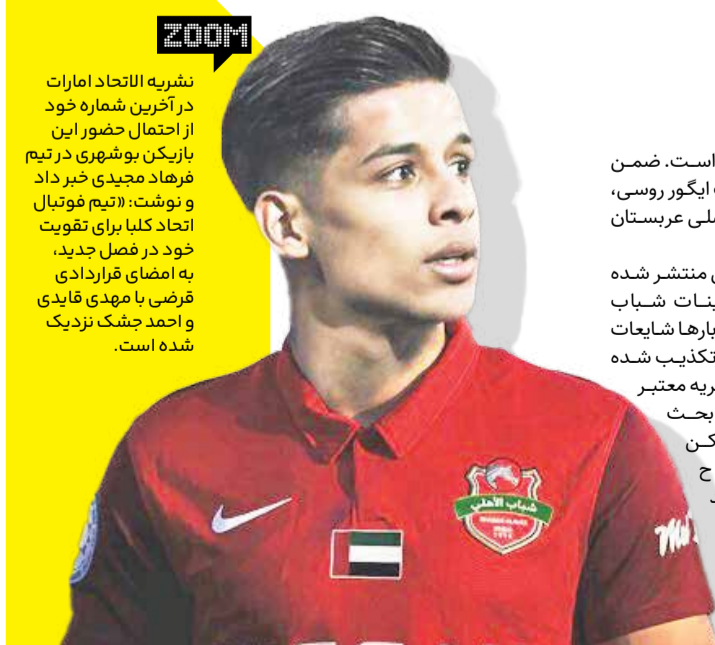 ZOOM
نشریه الاتحاد امارات
در آخرین شماره خود
از احتمال حضور این
بازیکن بوشهری در تیم
فرهاد مجیدی خبر داد
و نوشت: «تیم فوتبال
اتحاد کلبا برای تقویت
خود در فصل جدید،
به امضای قراردادی
قرضی با مهدی قایدی
و احمد جشک نزدیک
شده است.
است. ضمن
ایگور روسی،
ملی عربستان
منتشر شده
شباب
بارها شایعات
تکذیب شده
معتبر
بحث
شباب الأهلي